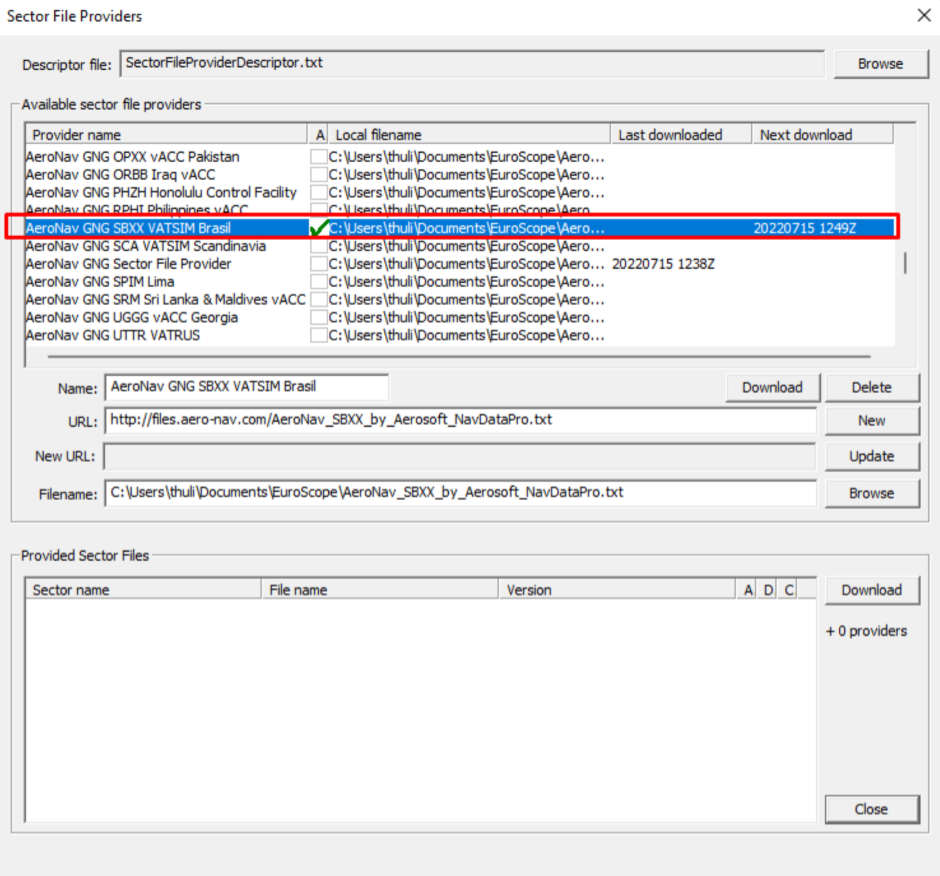 Sector File Providers
Descriptor file: SectorFileProviderDescriptor.txt Browse
Available sector file providers
Provider name A Local filename Last downloaded Next download
AeroNav GNG OPXX vACC Pakistan C:\Users\thuli\Documents\EuroScope\Aero...
AeroNav GNG ORBB Iraq vACC C:\Users\thuli\Documents\EuroScope\Aero...
AeroNav GNG PHZH Honolulu Control Facility C:\Users\thuli\Documents\EuroScope\Aero...
AeroNav GNG RPHI Philippines vACC C:\Users\thuli\Documents\EuroScope\Aero...
AeroNav GNG SBXX VATSIM Brasil C:\Users\thuli\Documents\EuroScope\Aero... 20220715 1249Z
AeroNav GNG SCA VATSIM Scandinavia C:\Users\thuli\Documents\EuroScope\Aero...
AeroNav GNG Sector File Provider C:\Users\thuli\Documents\EuroScope\Aero... 20220715 1238Z
AeroNav GNG SPIM Lima C:\Users\thuli\Documents\EuroScope\Aero...
AeroNav GNG SRM Sri Lanka & Maldives vACC C:\Users\thuli\Documents\EuroScope\Aero...
AeroNav GNG UGGG vACC Georgia C:\Users\thuli\Documents\EuroScope\Aero...
AeroNav GNG UTTR VATRUS C:\Users\thuli\Documents\EuroScope\Aero...
Name: AeroNav GNG SBXX VATSIM Brasil Download Delete
URL: http://files.aero-nav.com/AeroNav_SBXX_by_Aerosoft_NavDataPro.txt New
New URL: Update
Filename: C:\Users\thuli\Documents\EuroScope\AeroNav_SBXX_by_Aerosoft_NavDataPro.txt Browse
Provided Sector Files
Sector name File name Version A D C Download
+ 0 providers
Close